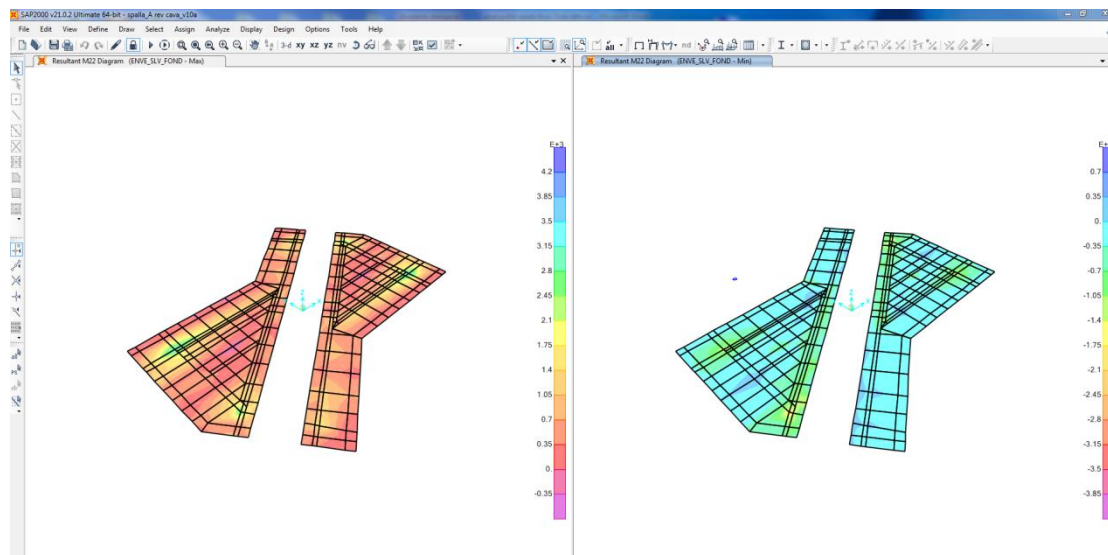 SAP2000 v21.0.2 Ultimate 64-bit - spalla_A rev cava_v10a
File Edit View Define Draw Select Assign Analyze Display Design Options Tools Help
3-d xy xz yz nv
all
nd
Resultant M22 Diagram (ENVE_SLV_FOND - Max)
Resultant M22 Diagram (ENVE_SLV_FOND - Min)
E+3
4.2
3.85
3.5
3.15
2.8
2.45
2.1
1.75
1.4
1.05
0.7
0.35
0.
-0.35
Z
X
0.7
0.
-0.35
-0.7
-1.05
-1.4
-1.75
-2.1
-2.45
-2.8
-3.15
-3.5
-3.85
Z
X